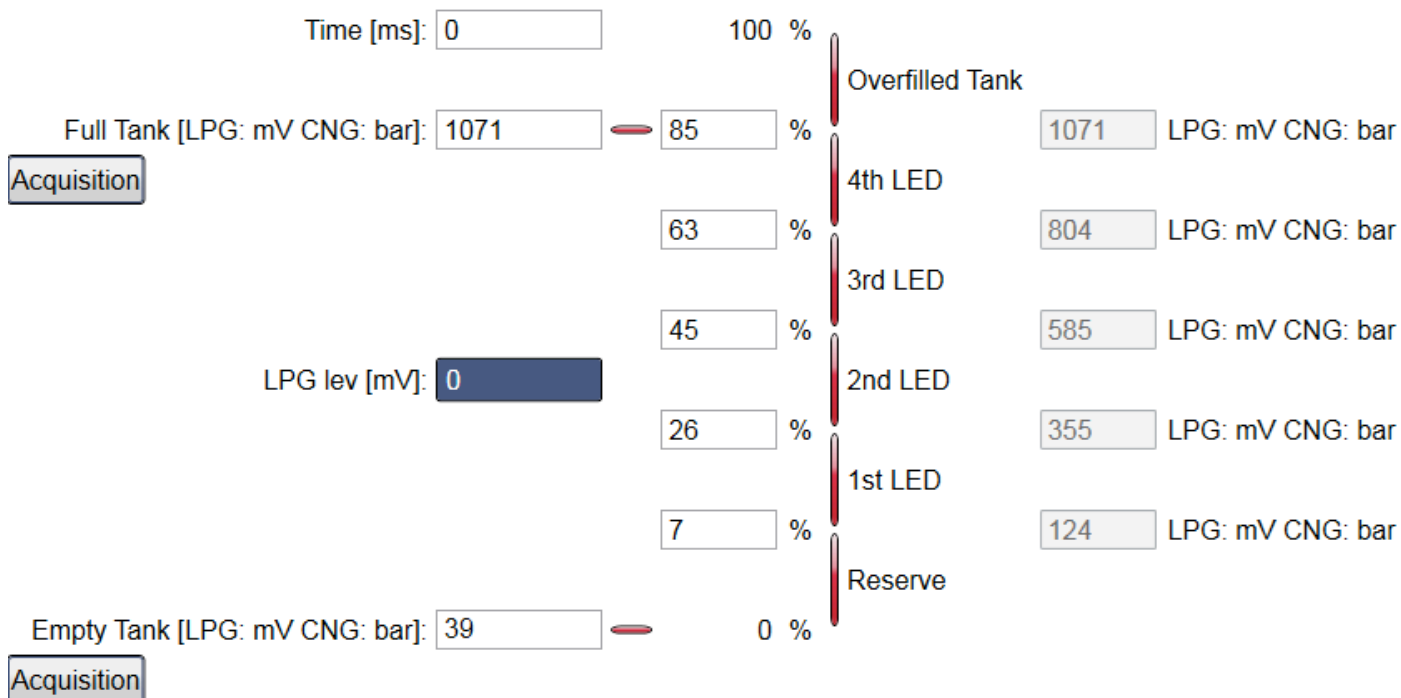 Time [ms]: 0 100 %
Overfilled Tank
Full Tank [LPG: mV CNG: bar]: 1071 85 % 1071 LPG: mV CNG: bar
Acquisition 4th LED
63 % 804 LPG: mV CNG: bar
3rd LED
45 % 585 LPG: mV CNG: bar
LPG lev [mV]: 0 2nd LED
26 % 355 LPG: mV CNG: bar
1st LED
7 % 124 LPG: mV CNG: bar
Reserve
Empty Tank [LPG: mV CNG: bar]: 39 0 %
Acquisition